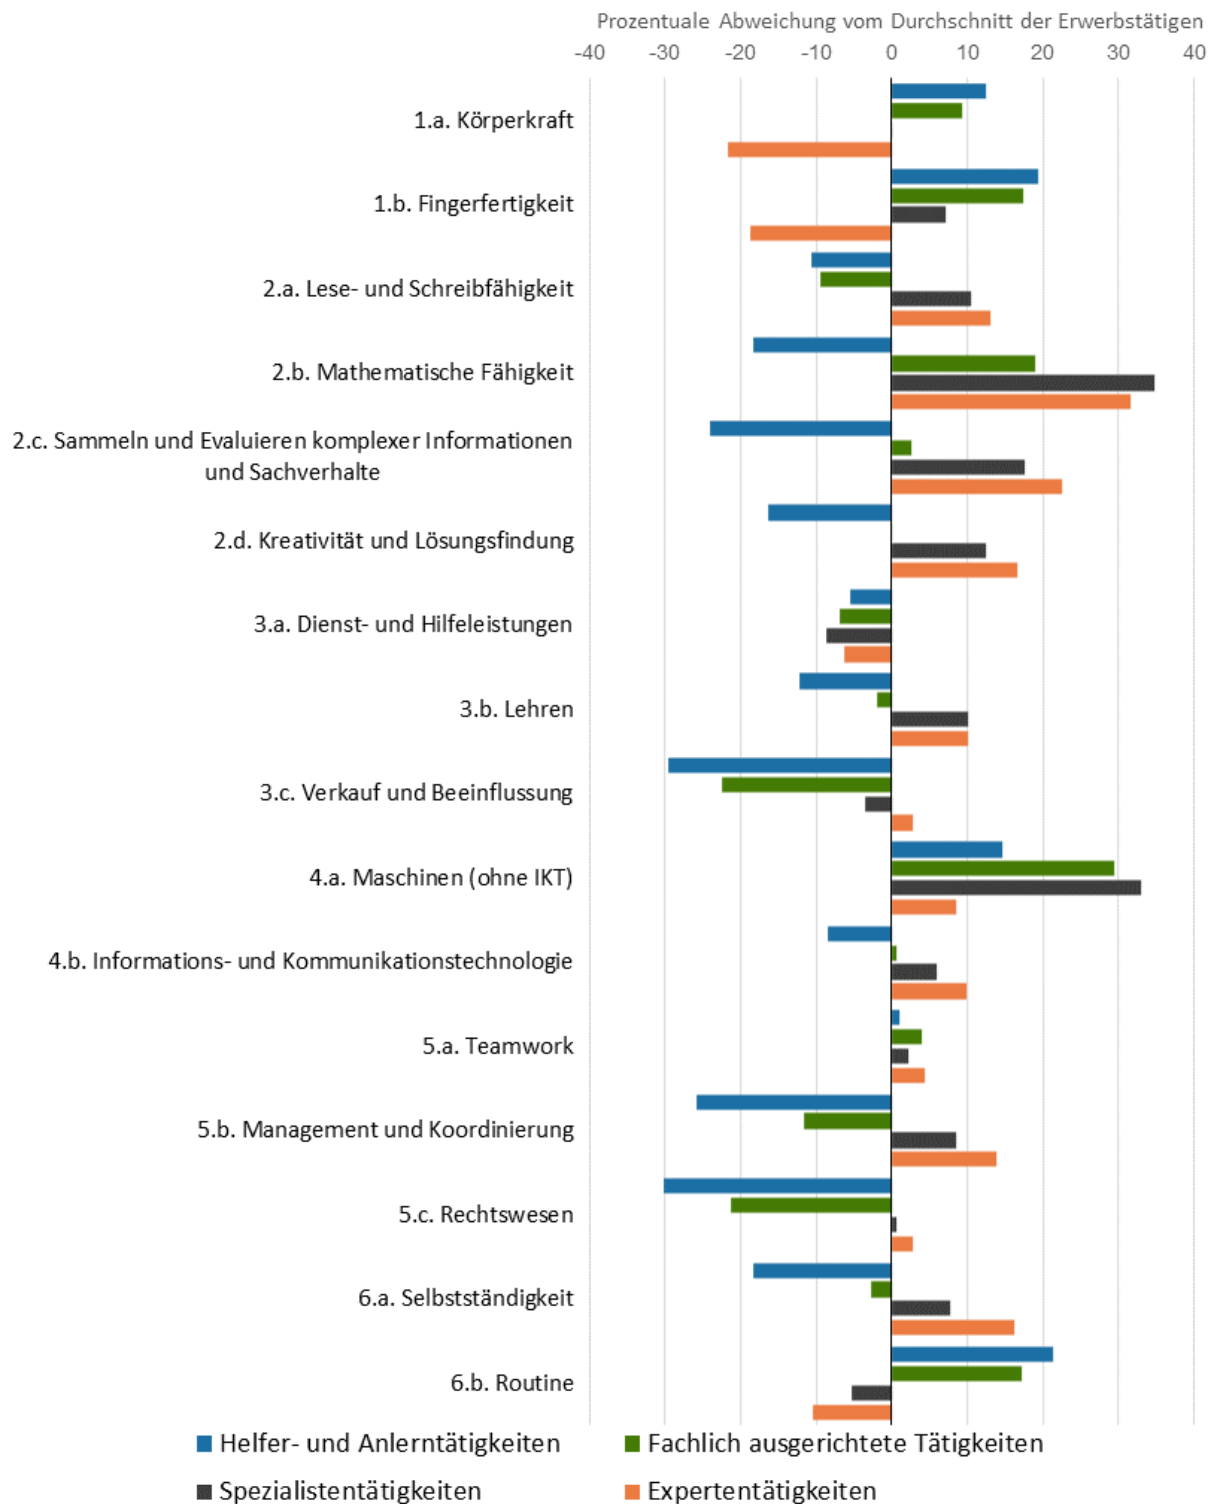 Prozentuale Abweichung vom Durchschnitt der Erwerbstätigen
-40 -30 -20 -10 0 10 20 30 40
1.a. Körperkraft
1.b. Fingerfertigkeit
2.a. Lese- und Schreibfähigkeit
2.b. Mathematische Fähigkeit
2.c. Sammeln und Evaluieren komplexer Informationen
und Sachverhalte
2.d. Kreativität und Lösungsfindung
3.a. Dienst- und Hilfeleistungen
3.b. Lehren
3.c. Verkauf und Beeinflussung
4.a. Maschinen (ohne IKT)
4.b. Informations- und Kommunikationstechnologie
5.a. Teamwork
5.b. Management und Koordinierung
5.c. Rechtswesen
6.a. Selbstständigkeit
6.b. Routine
Helfer- und Anlerntätigkeiten Fachlich ausgerichtete Tätigkeiten
Spezialistentätigkeiten Expertentätigkeiten